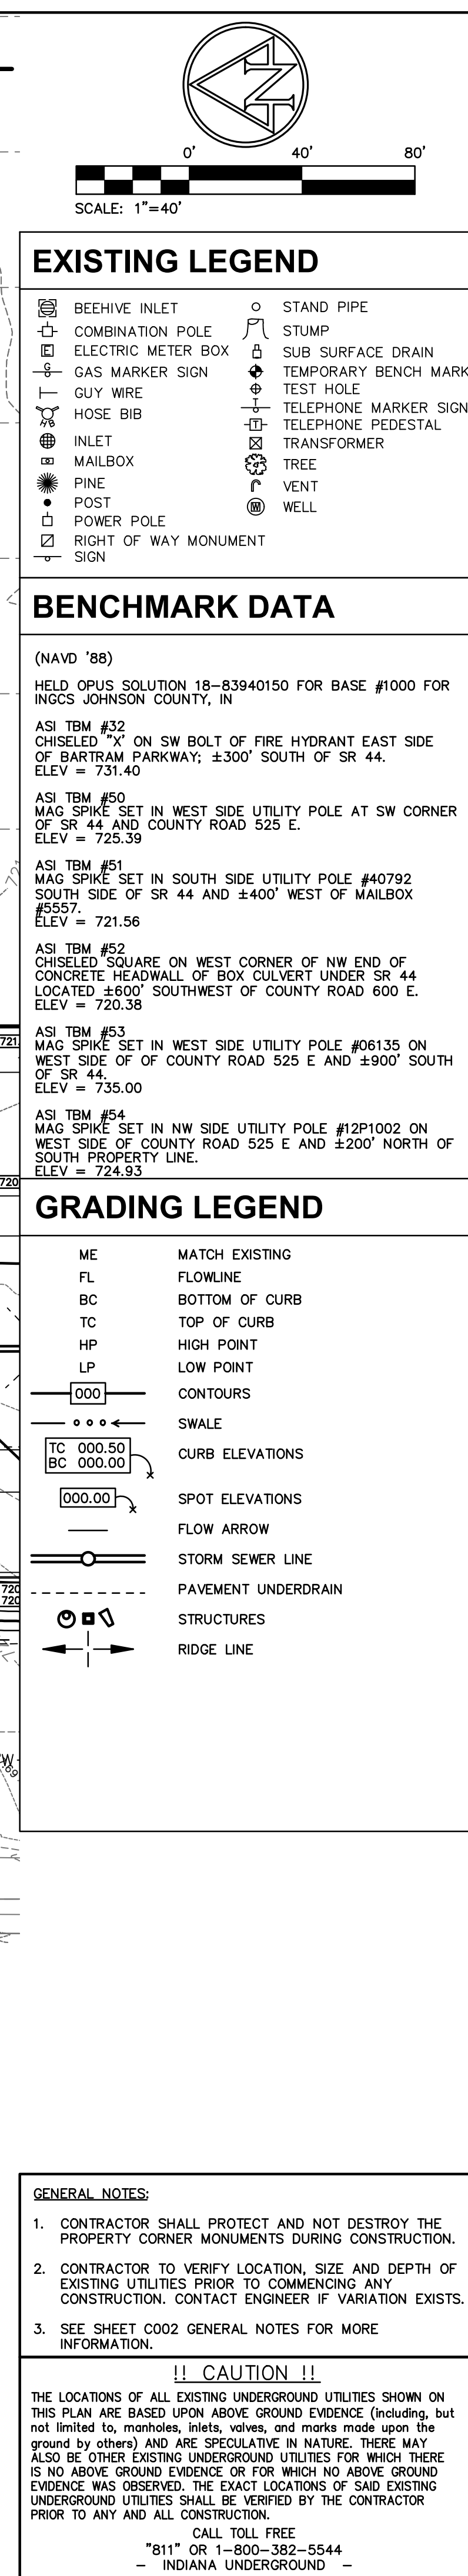 N
0' 40' 80'
SCALE: 1"=40'
EXISTING LEGEND
BEEHIVE INLET
COMBINATION POLE
E ELECTRIC METER BOX
G GAS MARKER SIGN
GUY WIRE
HB HOSE BIB
INLET
MAILBOX
PINE
POST
POWER POLE
RIGHT OF WAY MONUMENT
SIGN
STAND PIPE
STUMP
SUB SURFACE DRAIN
TEMPORARY BENCH MARK
TEST HOLE
T TELEPHONE MARKER SIGN
T TELEPHONE PEDESTAL
TRANSFORMER
TREE
VENT
W WELL
BENCHMARK DATA
(NAVD '88)
HELD OPUS SOLUTION 18-83940150 FOR BASE #1000 FOR
INGCS JOHNSON COUNTY, IN
ASI TBM #32
CHISELED "X' ON SW BOLT OF FIRE HYDRANT EAST SIDE
OF BARTRAM PARKWAY; ±300' SOUTH OF SR 44.
ELEV = 731.40
ASI TBM #50
MAG SPIKE SET IN WEST SIDE UTILITY POLE AT SW CORNER
OF SR 44 AND COUNTY ROAD 525 E.
ELEV = 725.39
ASI TBM #51
MAG SPIKE SET IN SOUTH SIDE UTILITY POLE #40792
SOUTH SIDE OF SR 44 AND ±400' WEST OF MAILBOX
#5557.
ELEV = 721.56
ASI TBM #52
CHISELED SQUARE ON WEST CORNER OF NW END OF
CONCRETE HEADWALL OF BOX CULVERT UNDER SR 44
LOCATED ±600' SOUTHWEST OF COUNTY ROAD 600 E.
ELEV = 720.38
ASI TBM #53
MAG SPIKE SET IN WEST SIDE UTILITY POLE #06135 ON
WEST SIDE OF OF COUNTY ROAD 525 E AND ±900' SOUTH
OF SR 44.
ELEV = 735.00
ASI TBM #54
MAG SPIKE SET IN NW SIDE UTILITY POLE #12P1002 ON
WEST SIDE OF COUNTY ROAD 525 E AND ±200' NORTH OF
SOUTH PROPERTY LINE.
ELEV = 724.93
GRADING LEGEND
ME MATCH EXISTING
FL FLOWLINE
BC BOTTOM OF CURB
TC TOP OF CURB
HP HIGH POINT
LP LOW POINT
000 CONTOURS
SWALE
TC 000.50
BC 000.00
CURB ELEVATIONS
000.00 SPOT ELEVATIONS
FLOW ARROW
STORM SEWER LINE
PAVEMENT UNDERDRAIN
STRUCTURES
RIDGE LINE
721
720
720
720
W
GENERAL NOTES:
1. CONTRACTOR SHALL PROTECT AND NOT DESTROY THE
PROPERTY CORNER MONUMENTS DURING CONSTRUCTION.
2. CONTRACTOR TO VERIFY LOCATION, SIZE AND DEPTH OF
EXISTING UTILITIES PRIOR TO COMMENCING ANY
CONSTRUCTION. CONTACT ENGINEER IF VARIATION EXISTS.
3. SEE SHEET C002 GENERAL NOTES FOR MORE
INFORMATION.
!! CAUTION !!
THE LOCATIONS OF ALL EXISTING UNDERGROUND UTILITIES SHOWN ON
THIS PLAN ARE BASED UPON ABOVE GROUND EVIDENCE (including, but
not limited to, manholes, inlets, valves, and marks made upon the
ground by others) AND ARE SPECULATIVE IN NATURE. THERE MAY
ALSO BE OTHER EXISTING UNDERGROUND UTILITIES FOR WHICH THERE
IS NO ABOVE GROUND EVIDENCE OR FOR WHICH NO ABOVE GROUND
EVIDENCE WAS OBSERVED. THE EXACT LOCATIONS OF SAID EXISTING
UNDERGROUND UTILITIES SHALL BE VERIFIED BY THE CONTRACTOR
PRIOR TO ANY AND ALL CONSTRUCTION.
CALL TOLL FREE
"811" OR 1-800-382-5544
- INDIANA UNDERGROUND -